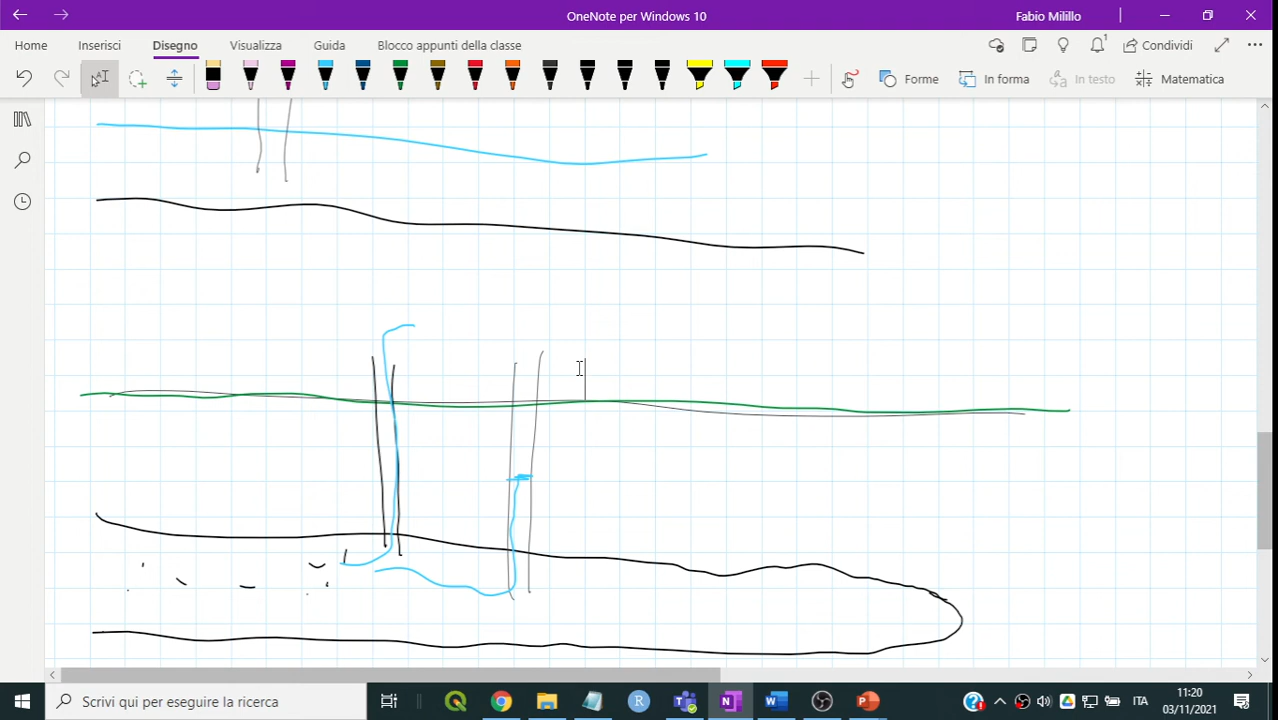 OneNote per Windows 10
Fabio Milillo
Home
Inserisci
Disegno
Visualizza
Guida
Blocco appunti della classe
Condividi
Forme
In forma
In testo
Matematica
Scrivi qui per eseguire la ricerca
ITA
11:20
03/11/2021